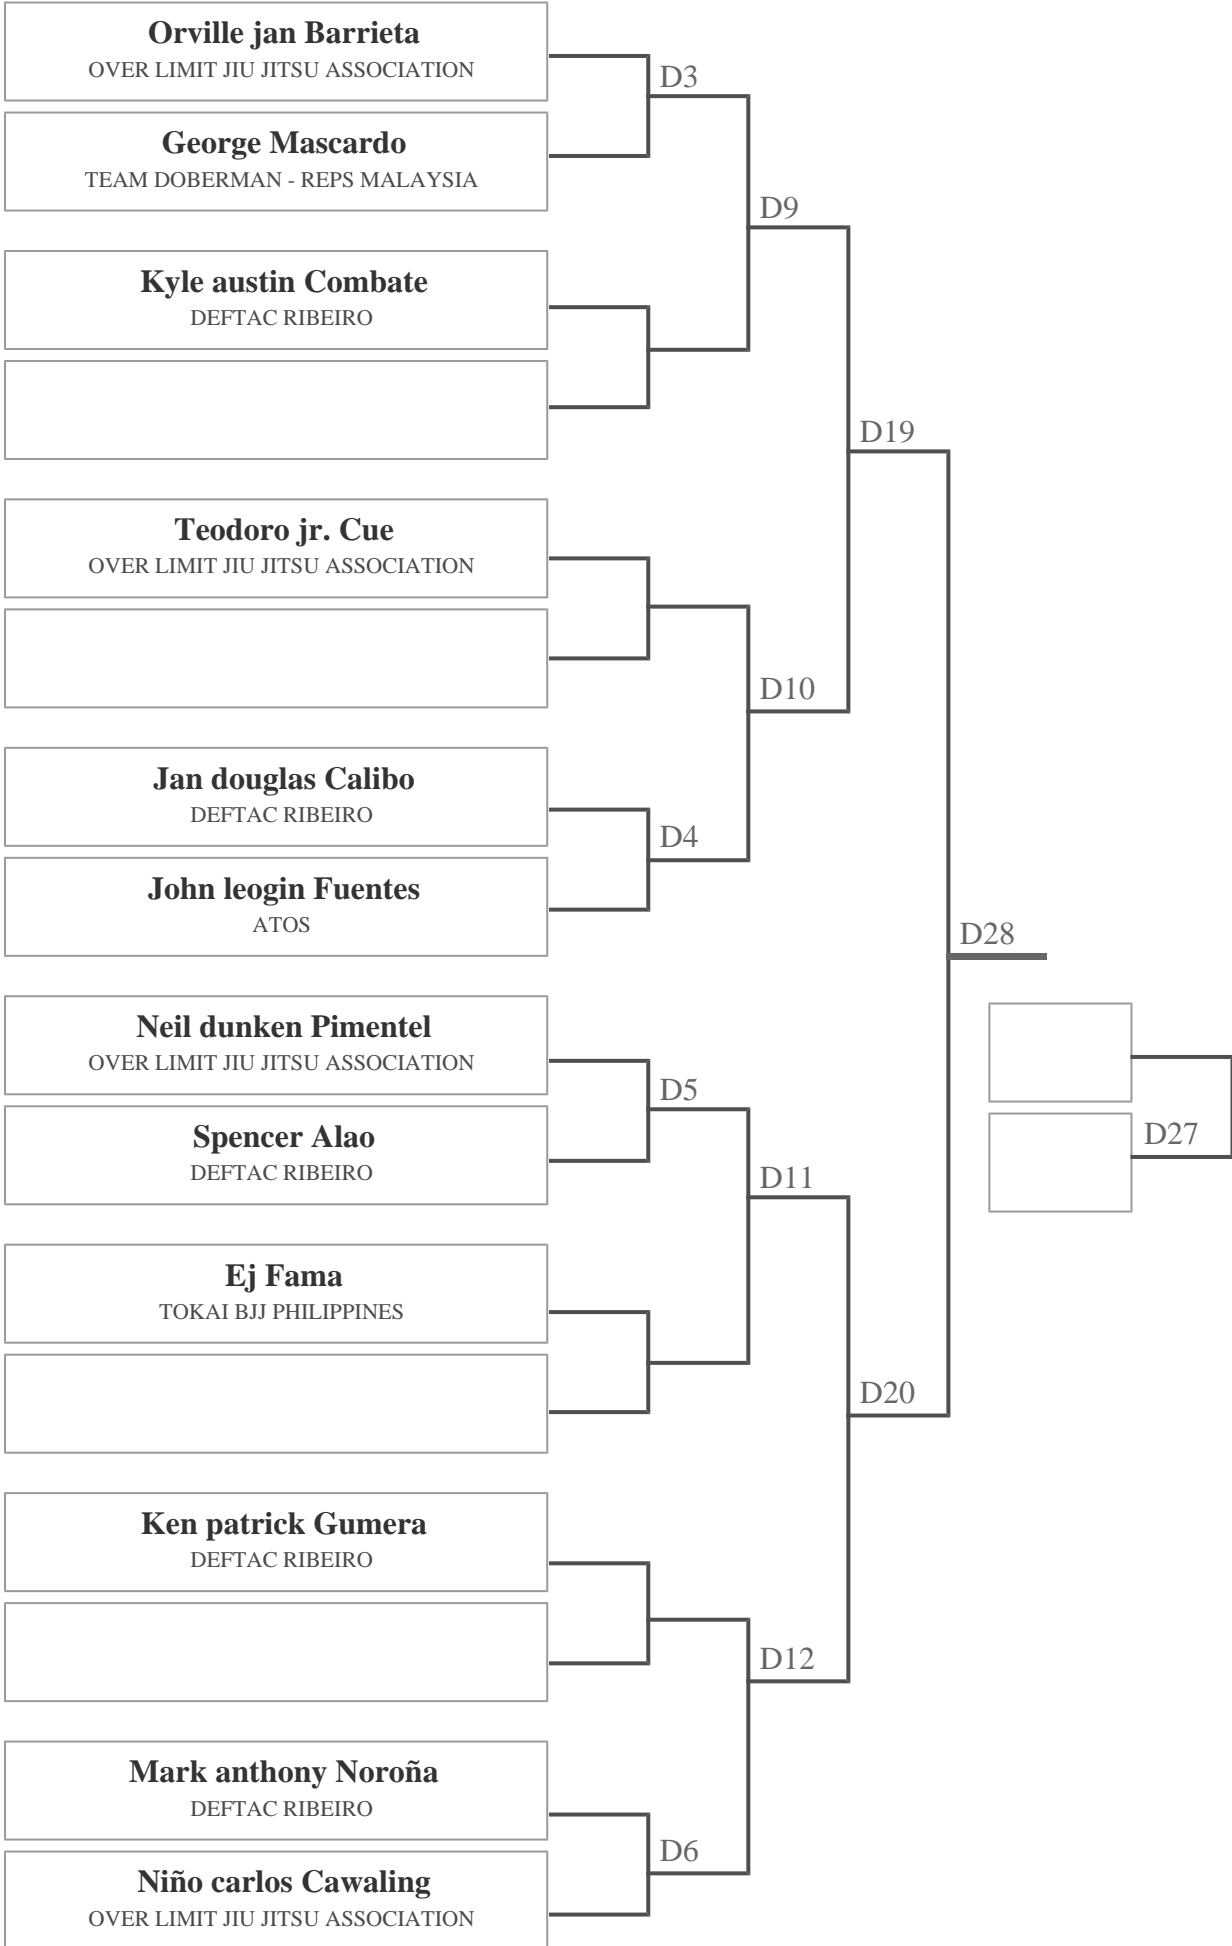 Orville jan Barrieta
OVER LIMIT JIU JITSU ASSOCIATION
D3
George Mascardo
TEAM DOBERMAN - REPS MALAYSIA
D9
Kyle austin Combate
DEFTAC RIBEIRO
D19
Teodoro jr. Cue
OVER LIMIT JIU JITSU ASSOCIATION
D10
Jan douglas Calibo
DEFTAC RIBEIRO
D4
John leogin Fuentes
ATOS
D28
Neil dunken Pimentel
OVER LIMIT JIU JITSU ASSOCIATION
D5
Spencer Alao
DEFTAC RIBEIRO
D27
D11
Ej Fama
TOKAI BJJ PHILIPPINES
D20
Ken patrick Gumera
DEFTAC RIBEIRO
D12
Mark anthony Noroña
DEFTAC RIBEIRO
D6
Niño carlos Cawaling
OVER LIMIT JIU JITSU ASSOCIATION